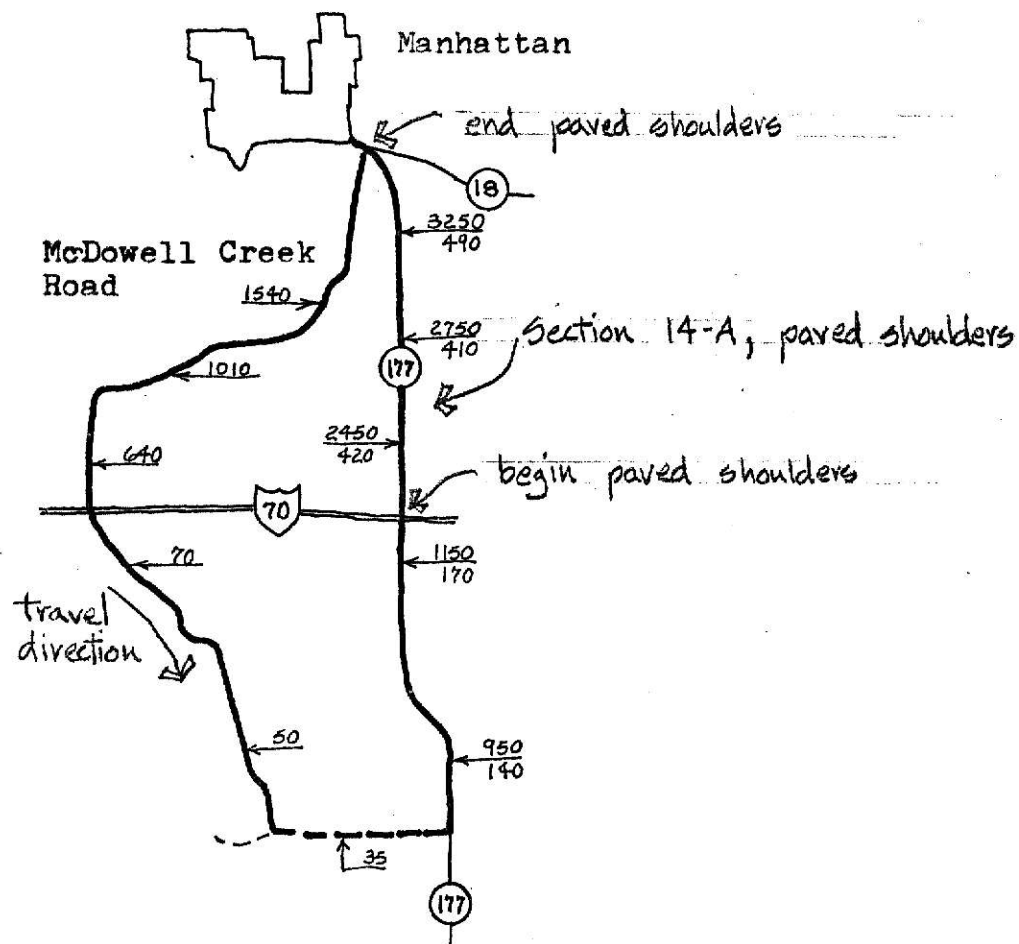 Manhattan
end paved shoulders
18
3250
490
McDowell Creek
Road
1540
2750
410
Section 14-A, paved shoulders
177
1010
2450
420
640
begin paved shoulders
70
70
1150
170
travel
direction
50
950
140
35
177